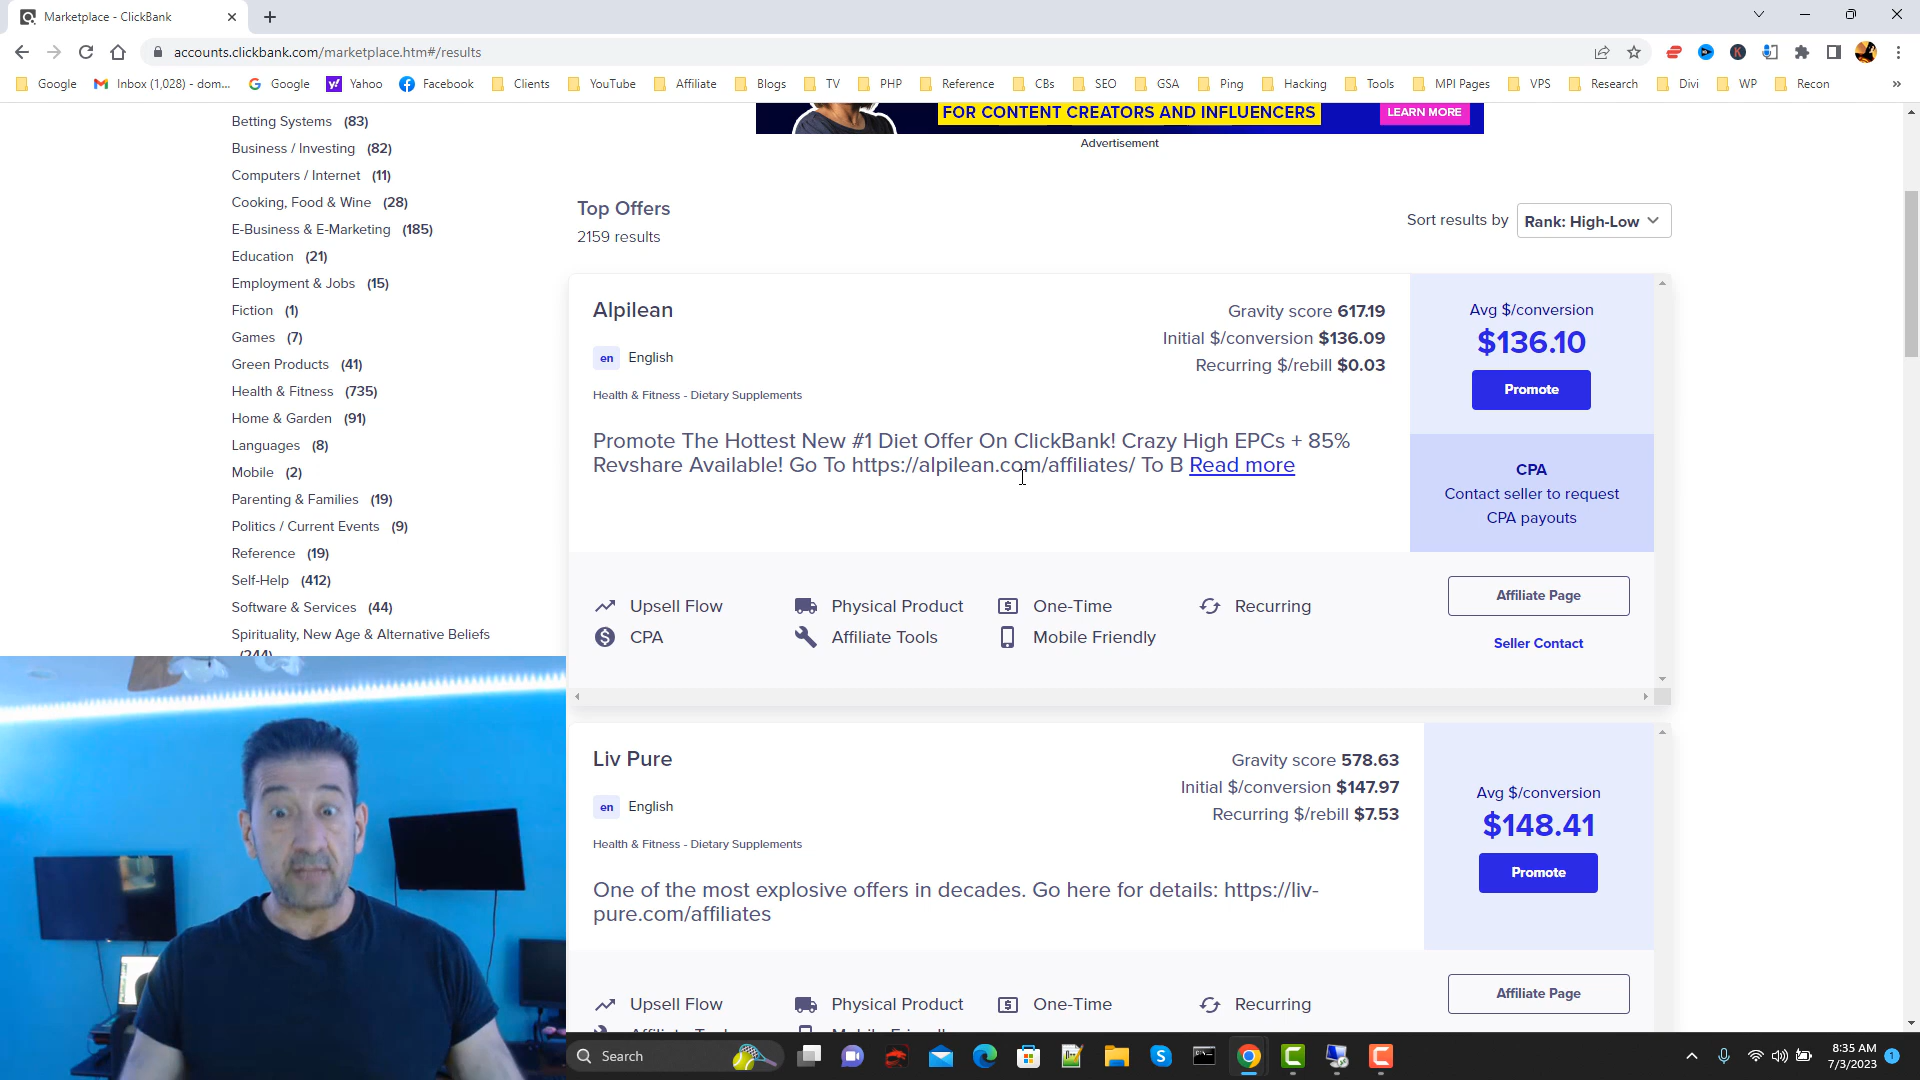 Marketplace - ClickBank
accounts.clickbank.com/marketplace.htm#/results
Google
Inbox (1,028) - dom...
Google
Yahoo
Facebook
Clients
YouTube
Affiliate
Blogs
TV
PHP
Reference
CBs
SEO
GSA
Ping
Hacking
Tools
MPI Pages
VPS
Research
Divi
WP
Recon
FOR CONTENT CREATORS AND INFLUENCERS
LEARN MORE
Advertisement
Betting Systems (83)
Business / Investing (82)
Computers / Internet (11)
Cooking, Food & Wine (28)
E-Business & E-Marketing (185)
Education (21)
Employment & Jobs (15)
Fiction (1)
Games (7)
Green Products (41)
Health & Fitness (735)
Home & Garden (91)
Languages (8)
Mobile (2)
Parenting & Families (19)
Politics / Current Events (9)
Reference (19)
Self-Help (412)
Software & Services (44)
Spirituality, New Age & Alternative Beliefs
(244)
Top Offers
2159 results
Sort results by Rank: High-Low
Alpilean
en English
Health & Fitness - Dietary Supplements
Gravity score 617.19
Initial $/conversion $136.09
Recurring $/rebill $0.03
Promote The Hottest New #1 Diet Offer On ClickBank! Crazy High EPCs + 85%
Revshare Available! Go To https://alpilean.com/affiliates/ To B Read more
Avg $/conversion
$136.10
Promote
CPA
Contact seller to request
CPA payouts
Upsell Flow
Physical Product
One-Time
Recurring
CPA
Affiliate Tools
Mobile Friendly
Affiliate Page
Seller Contact
Liv Pure
en English
Health & Fitness - Dietary Supplements
Gravity score 578.63
Initial $/conversion $147.97
Recurring $/rebill $7.53
One of the most explosive offers in decades. Go here for details: https://liv-
pure.com/affiliates
Avg $/conversion
$148.41
Promote
Upsell Flow
Physical Product
One-Time
Recurring
Affiliate Page
Search
8:35 AM
7/3/2023
1